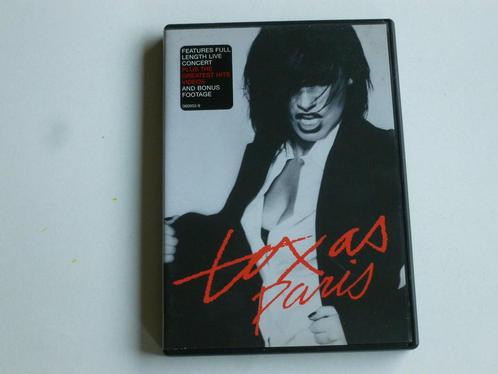 FEATURES FULL
LENGTH LIVE
CONCERT
PLUS THE
GREATEST HITS
VIDEOS
AND BONUS
FOOTAGE
texas
paris